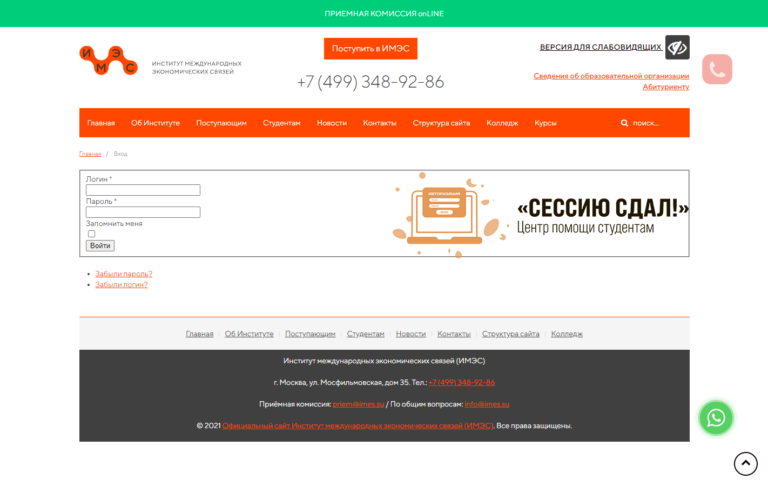 ПРИЕМНАЯ КОМИССИЯ onLINE
ИМЭС
ИНСТИТУТ МЕЖДУНАРОДНЫХ
ЭКОНОМИЧЕСКИХ СВЯЗЕЙ
Поступить в ИМЭС
+7 (499) 348-92-86
ВЕРСИЯ ДЛЯ СЛАБОВИДЯЩИХ
Сведения об образовательной организации
Абитуриенту
Главная Об Институте Поступающим Студентам Новости Контакты Структура сайта Колледж Курсы поиск...
Главная / Вход
Логин *
Пароль *
Запомнить меня
Войти
АВТОРИЗАЦИЯ
«СЕССИЮ СДАЛ!»
Центр помощи студентам
Забыли пароль?
Забыли логин?
Главная Об Институте Поступающим Студентам Новости Контакты Структура сайта Колледж
Институт международных экономических связей (ИМЭС)
г. Москва, ул. Мосфильмовская, дом 35. Тел.: +7 (499) 348-92-86
Приёмная комиссия: priem@imes.su / По общим вопросам: info@imes.su
© 2021 Официальный сайт Институт международных экономических связей (ИМЭС). Все права защищены.